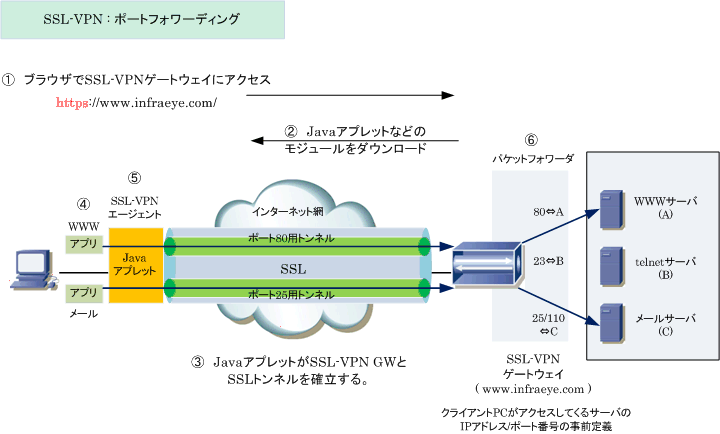 SSL-VPN：ポートフォワーディング
① ブラウザでSSL-VPNゲートウェイにアクセス
https://www.infraeye.com/
② Javaアプレットなどの
モジュールをダウンロード
⑥
パケットフォワーダ
⑤
SSL-VPN
エージェント
④
WWW
アプリ
Java
アプレット
アプリ
メール
インターネット網
ポート80用トンネル
SSL
ポート25用トンネル
80⇔A
23⇔B
25/110
⇔C
WWWサーバ
(A)
telnetサーバ
(B)
メールサーバ
(C)
③ JavaアプレットがSSL-VPN GWと
SSLトンネルを確立する。
SSL-VPN
ゲートウェイ
( www.infraeye.com )
クライアントPCがアクセスしてくるサーバの
IPアドレス/ポート番号の事前定義